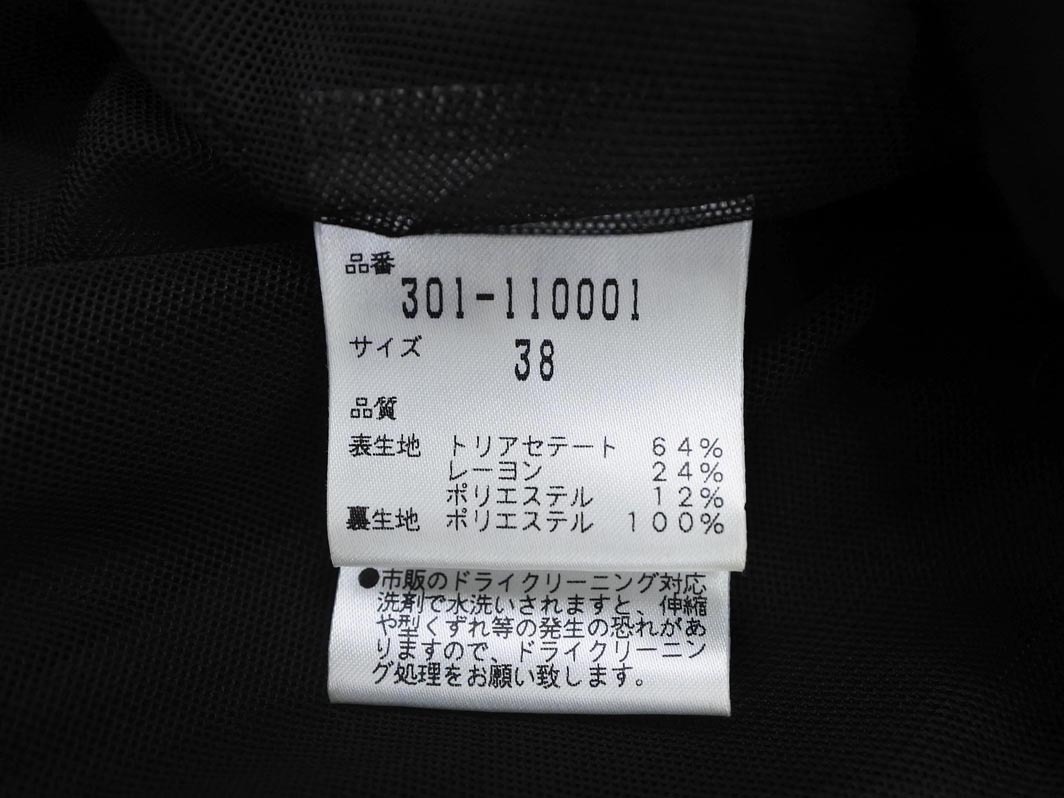 品番
301-110001
サイズ 38
品質
表生地 トリアセテート 64%
レーヨン 24%
ポリエステル 12%
裏生地 ポリエステル 100%
●市販のドライクリーニング対応
洗剤で水洗いされますと、伸縮
や型くずれ等の発生の恐れがあ
りますので、ドライクリーニン
グ処理をお願い致します。